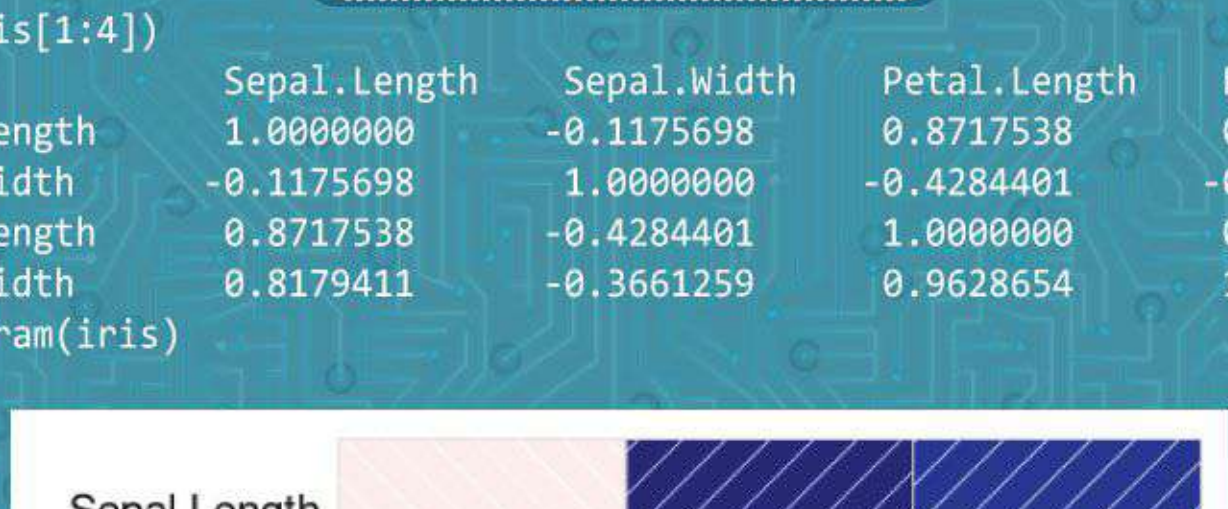 is[1:4])
Sepal.Length Sepal.Width Petal.Length
ength 1.0000000 -0.1175698 0.8717538
idth -0.1175698 1.0000000 -0.4284401
ength 0.8717538 -0.4284401 1.0000000
idth 0.8179411 -0.3661259 0.9628654
ram(iris)
Sepal.Length